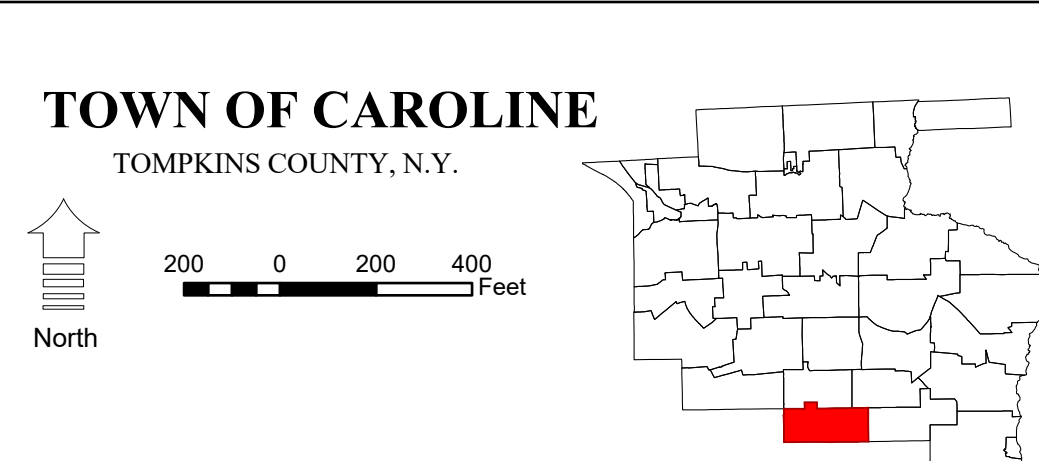 TOWN OF CAROLINE
TOMPKINS COUNTY, N.Y.
200 0 200 400
Feet
North